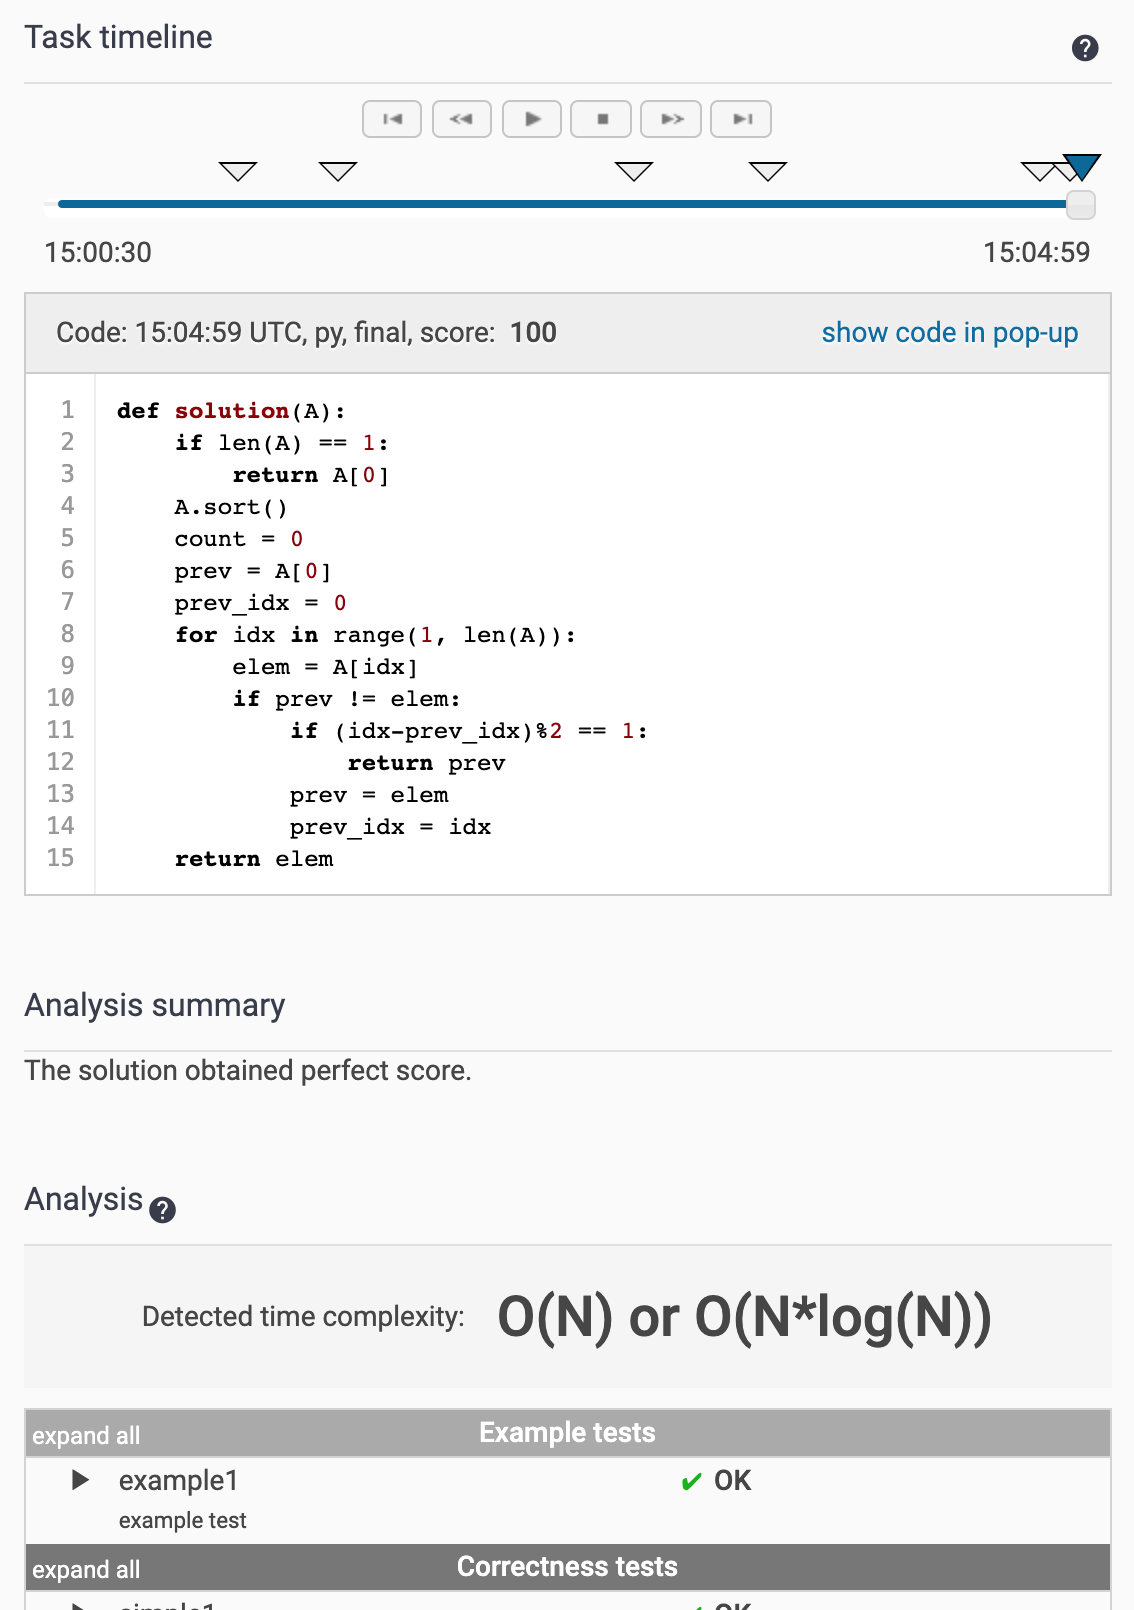 Task timeline
?
15:00:30
15:04:59
Code: 15:04:59 UTC, py, final, score: 100
show code in pop-up
1 def solution(A):
2     if len(A) == 1:
3         return A[0]
4     A.sort()
5     count = 0
6     prev = A[0]
7     prev_idx = 0
8     for idx in range(1, len(A)):
9         elem = A[idx]
10         if prev != elem:
11             if (idx-prev_idx)%2 == 1:
12                 return prev
13             prev = elem
14             prev_idx = idx
15     return elem
Analysis summary
The solution obtained perfect score.
Analysis ?
Detected time complexity: O(N) or O(N*log(N))
expand all Example tests
example1 ✔ OK
example test
expand all Correctness tests